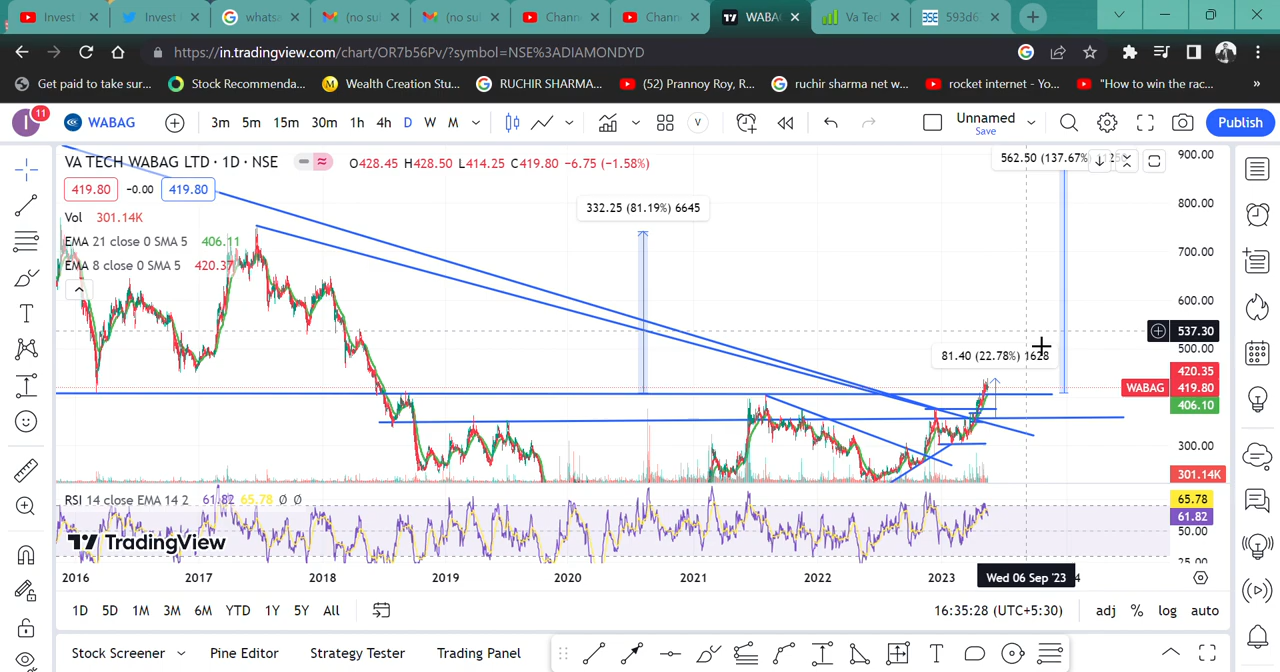 Invest
Invest
whats
(no sul
(no sul
Chann
Chann
WABAG
Va Tec
593d6
https://in.tradingview.com/chart/OR7b56Pv/?symbol=NSE%3ADIAMONDYD
Get paid to take sur... Stock Recommenda... Wealth Creation Stu... RUCHIR SHARMA... (52) Prannoy Roy, R... ruchir sharma net w... rocket internet - Yo... "How to win the rac... »
I 11 WABAG 3m 5m 15m 30m 1h 4h D W M V Unnamed Save Publish
VA TECH WABAG LTD · 1D · NSE O428.45 H428.50 L414.25 C419.80 −6.75 (−1.58%)
419.80 -0.00 419.80
Vol 301.14K
EMA 21 close 0 SMA 5 406.11
EMA 8 close 0 SMA 5 420.37
332.25 (81.19%) 6645
562.50 (137.67%)
81.40 (22.78%) 1628
900.00
800.00
700.00
600.00
537.30
500.00
420.35
WABAG 419.80
406.10
300.00
301.14K
RSI 14 close EMA 14 2 61.82 65.78 Ø Ø
65.78
61.82
50.00
25.00
TradingView
2016 2017 2018 2019 2020 2021 2022 2023 Wed 06 Sep '23 4
1D 5D 1M 3M 6M YTD 1Y 5Y All 16:35:28 (UTC+5:30) adj % log auto
Stock Screener Pine Editor Strategy Tester Trading Panel